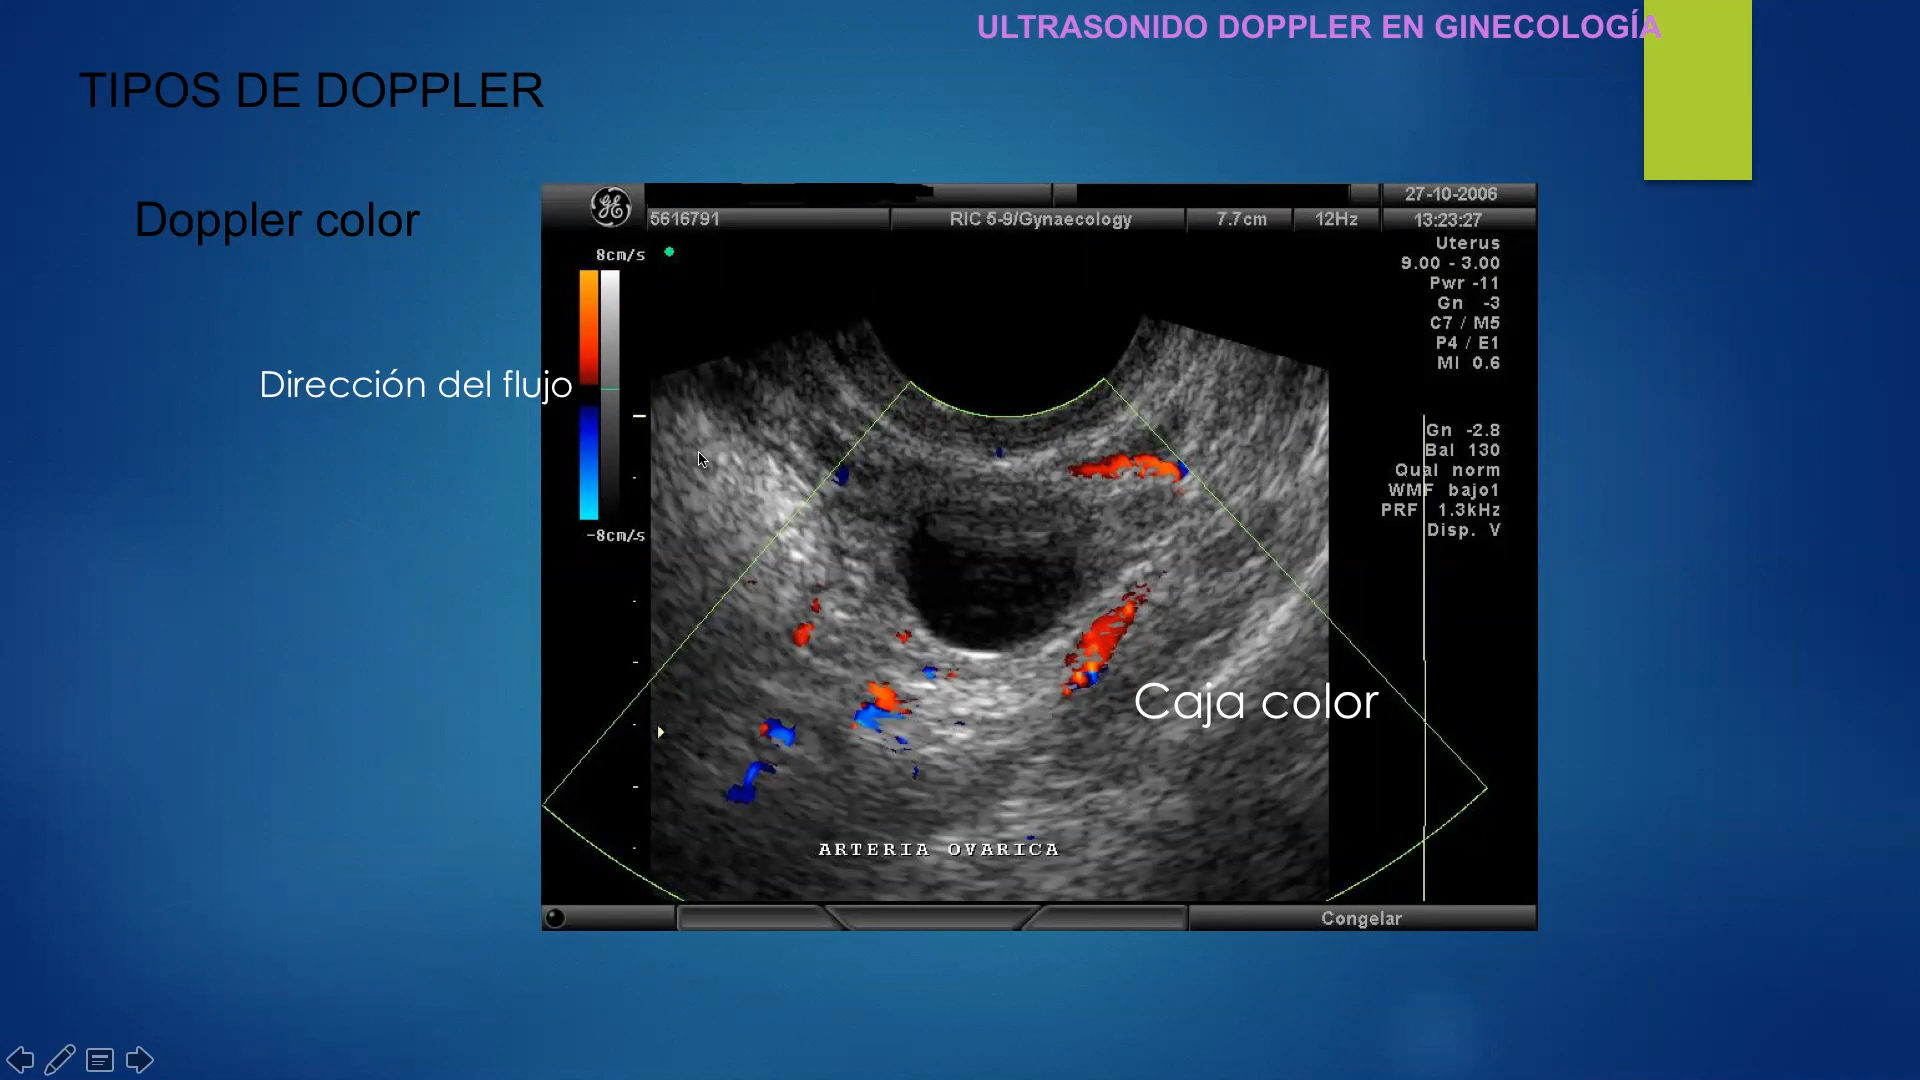 ULTRASONIDO DOPPLER EN GINECOLOGÍA
TIPOS DE DOPPLER
Doppler color
Dirección del flujo
27-10-2006
5616791 RIC 5-9/Gynaecology 7.7cm 12Hz 13:23:27
8cm/s
-8cm/s
Uterus
9.00 - 3.00
Pwr -11
Gn -3
C7 / M5
P4 / E1
MI 0.6
Gn -2.8
Bal 130
Qual norm
WMF bajo1
PRF 1.3kHz
Disp. V
Caja color
ARTERIA OVARICA
Congelar